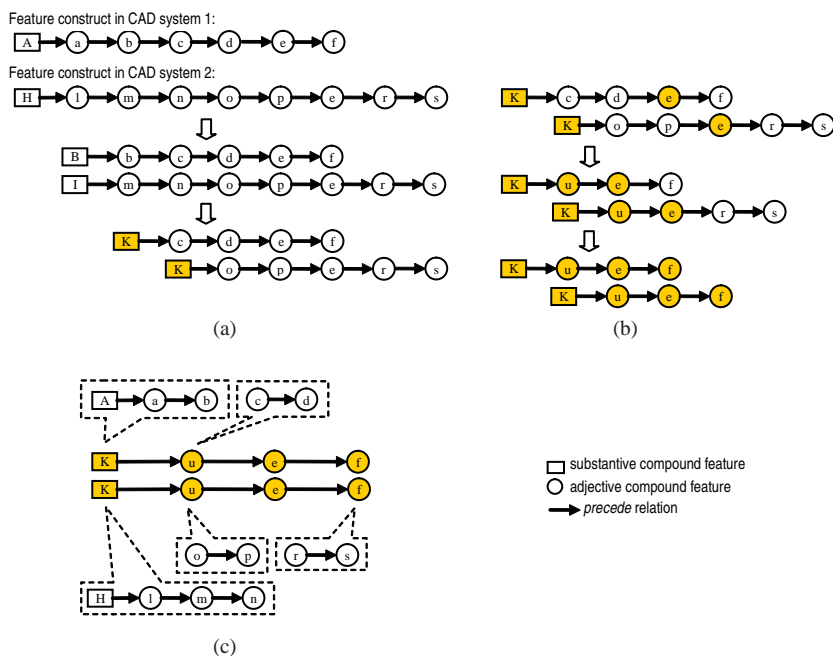 Feature construct in CAD system 1:
A a b c d e f
Feature construct in CAD system 2:
H l m n o p e r s
B b c d e f
I m n o p e r s
K c d e f
K o p e r s
(a)
K c d e f
K o p e r s
K u e f
K u e r s
K u e f
K u e f
(b)
A a b
c d
K u e f
K u e f
o p
r s
H l m n
(c)
substantive compound feature
adjective compound feature
precede relation